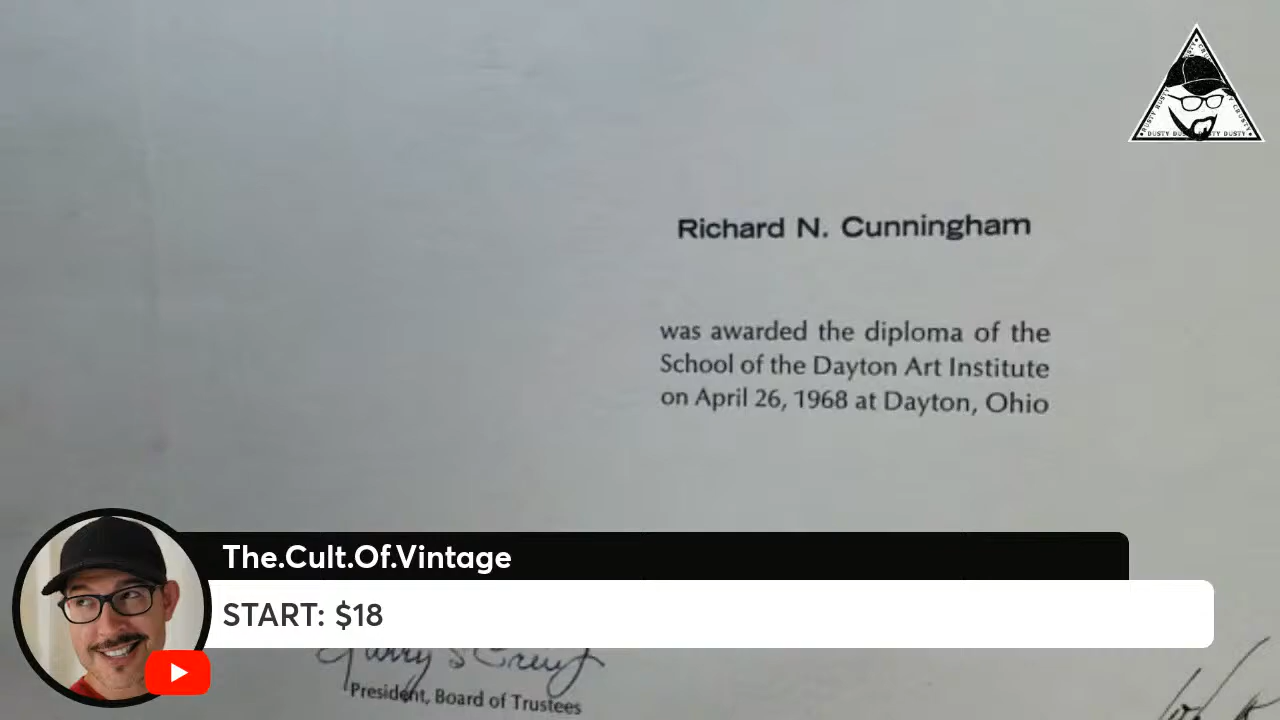 Richard N. Cunningham
was awarded the diploma of the
School of the Dayton Art Institute
on April 26, 1968 at Dayton, Ohio
The.Cult.Of.Vintage
START: $18
President, Board of Trustees